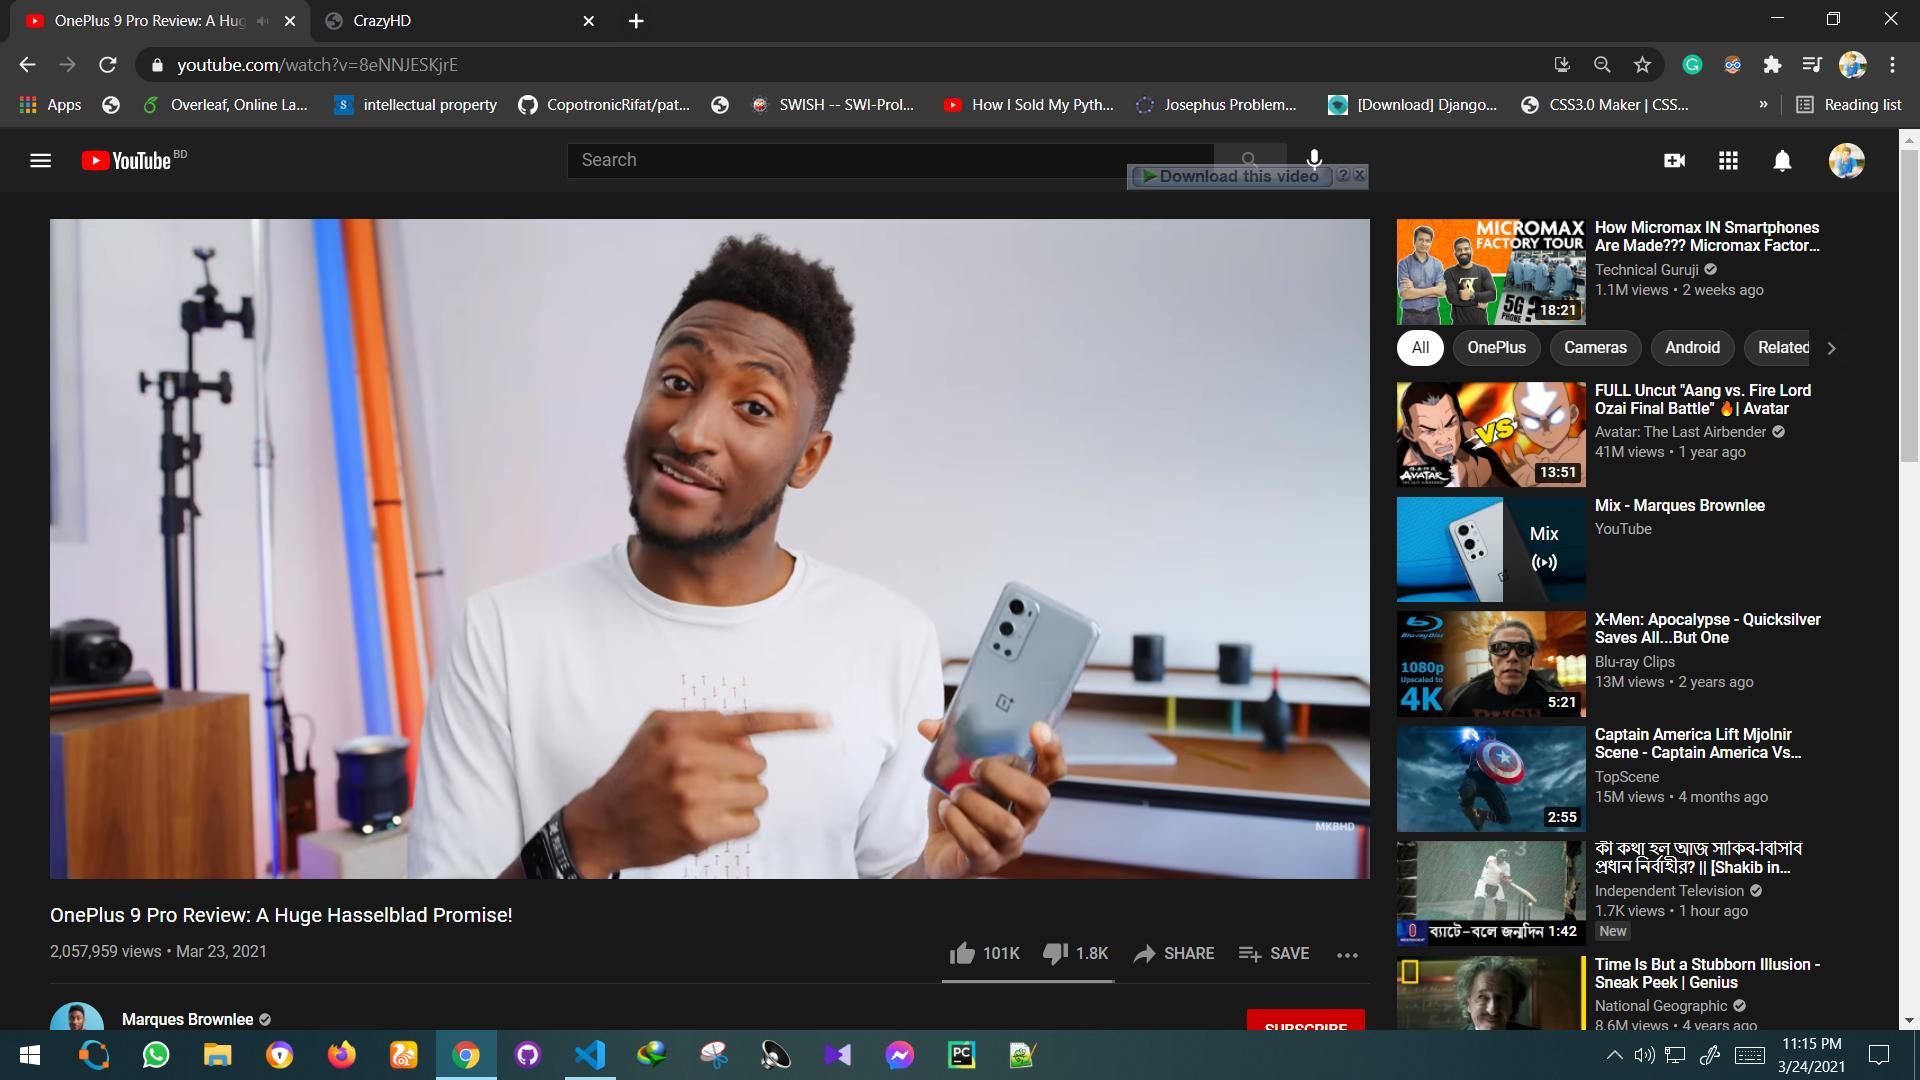 OnePlus 9 Pro Review: A Hug
CrazyHD
youtube.com/watch?v=8eNNJESKjrE
Apps
Overleaf, Online La...
intellectual property
CopotronicRifat/pat...
SWISH -- SWI-Prol...
How I Sold My Pyth...
Josephus Problem...
[Download] Django...
CSS3.0 Maker | CSS...
»
Reading list
YouTube BD
Search
Download this video
MICROMAX
FACTORY TOUR
5G ?
PHONE
18:21
How Micromax IN Smartphones
Are Made??? Micromax Factor...
Technical Guruji
1.1M views • 2 weeks ago
All
OnePlus
Cameras
Android
Related
VS
AVATAR
13:51
FULL Uncut "Aang vs. Fire Lord
Ozai Final Battle" 🔥| Avatar
Avatar: The Last Airbender
41M views • 1 year ago
Mix
Mix - Marques Brownlee
YouTube
Blu-ray Disc
1080p
Upscaled to
4K
5:21
X-Men: Apocalypse - Quicksilver
Saves All...But One
Blu-ray Clips
13M views • 2 years ago
2:55
Captain America Lift Mjolnir
Scene - Captain America Vs...
TopScene
15M views • 4 months ago
ব্যাটে-বলে জন্মদিন 1:42
কী কথা হল আজ সাকিব-বিসিবি
প্রধান নির্বাহীর? || [Shakib in...
Independent Television
1.7K views • 1 hour ago
New
Time Is But a Stubborn Illusion -
Sneak Peek | Genius
National Geographic
8.6M views • 4 years ago
MKBHD
OnePlus 9 Pro Review: A Huge Hasselblad Promise!
2,057,959 views • Mar 23, 2021
101K
1.8K
SHARE
SAVE
Marques Brownlee
SUBSCRIBE
PC
11:15 PM
3/24/2021